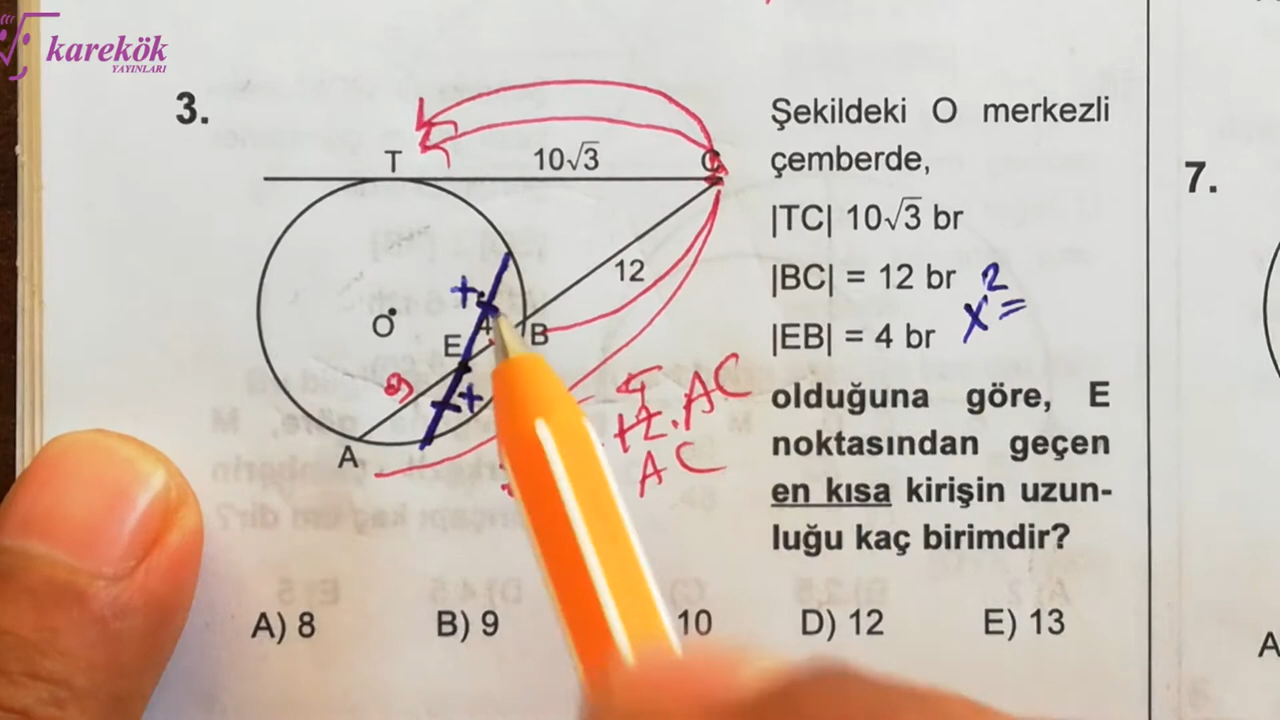 karekök
YAYINLARI
3.
T
10√3
C
12
O
E
4
B
9
A
12.AC
AC
Şekildeki O merkezli
çemberde,
|TC| 10√3 br
|BC| = 12 br
|EB| = 4 br
x²=
olduğuna göre, E
noktasından geçen
en kısa kirişin uzun-
luğu kaç birimdir?
A) 8
B) 9
10
D) 12
E) 13
7.
A